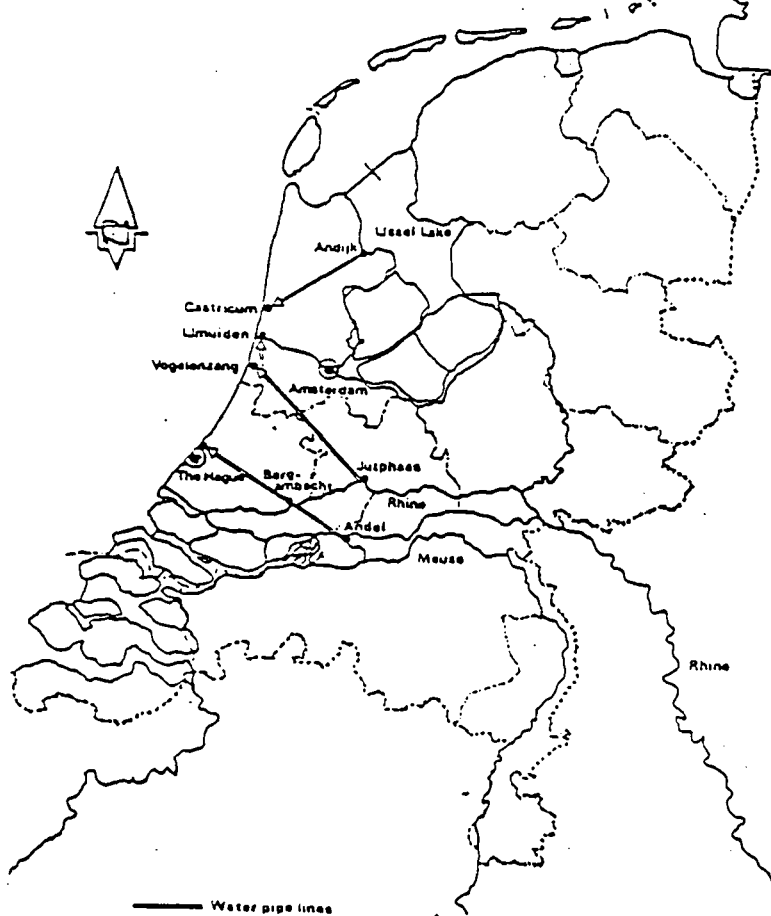 IJssel Lake
Andijk
Castricum
IJmuiden
Vogelenzang
Amsterdam
Jutphaas
The Hague
Berg-
ambacht
Rhine
Andel
Meuse
Rhine
Water pipe lines